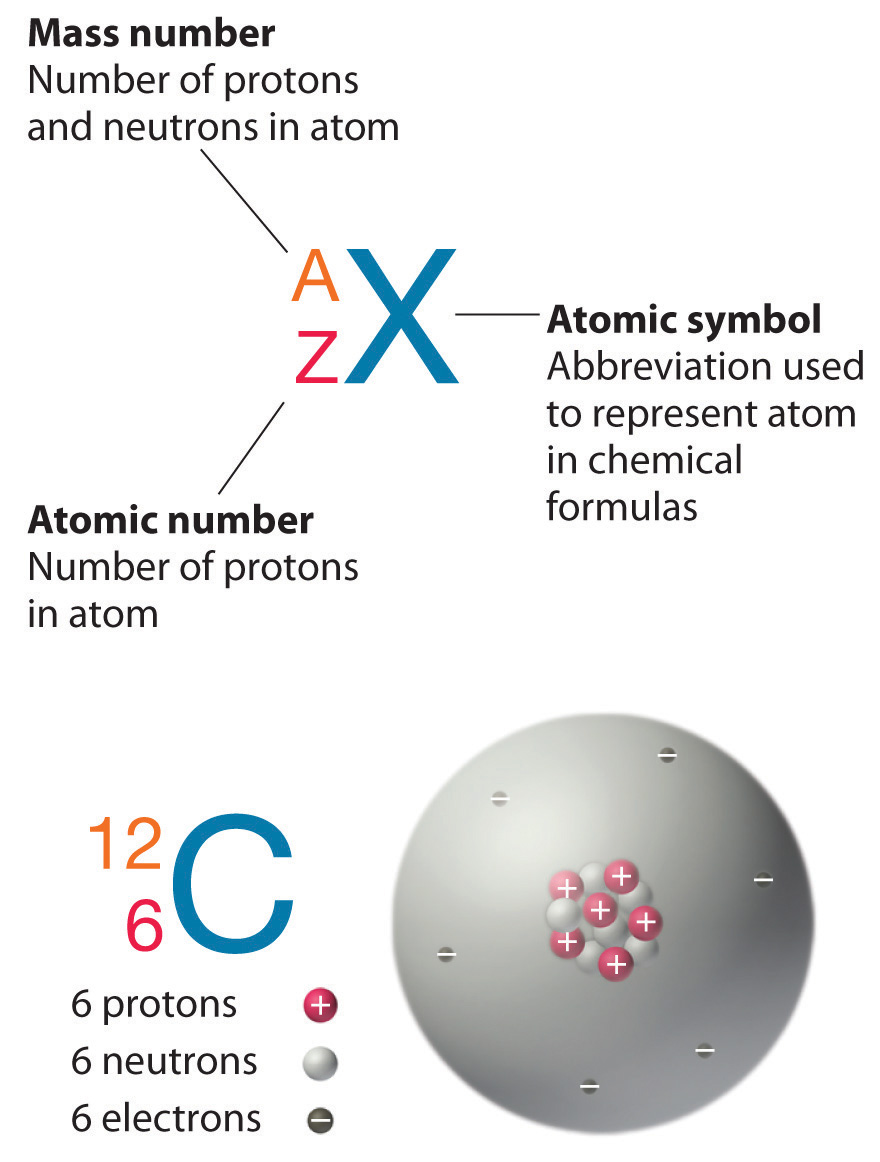 Mass number
Number of protons
and neutrons in atom
A
X
Z
Atomic symbol
Abbreviation used
to represent atom
in chemical
formulas
Atomic number
Number of protons
in atom
12
C
6
6 protons +
6 neutrons
6 electrons −